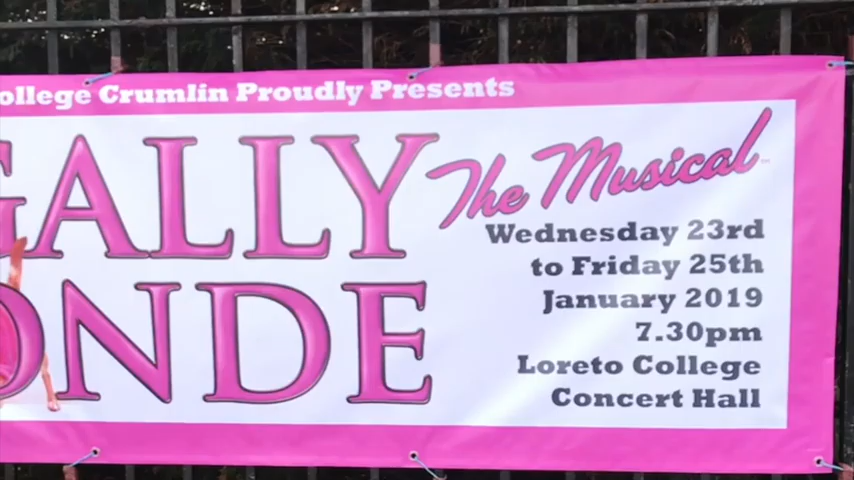 ollege Crumlin Proudly Presents
GALLY
The Musical
ONDE
Wednesday 23rd
to Friday 25th
January 2019
7.30pm
Loreto College
Concert Hall